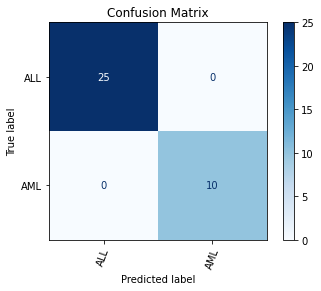 Confusion Matrix
25
ALL
25
0
20
15
True label
10
AML
0
10
5
0
ALL
AML
Predicted label